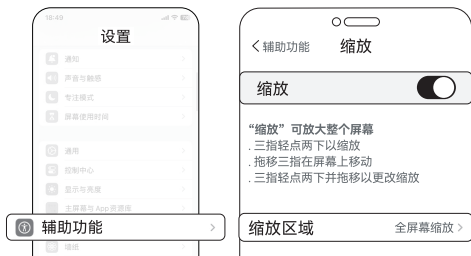 10:49
设置
通知
声音与触感
专注模式
屏幕使用时间
通用
控制中心
显示与亮度
主屏幕与 App 资源库
辅助功能
墙纸
<辅助功能 缩放
缩放
“缩放”可放大整个屏幕
. 三指轻点两下以缩放
. 拖移三指在屏幕上移动
. 三指轻点两下并拖移以更改缩放
缩放区域 全屏幕缩放>